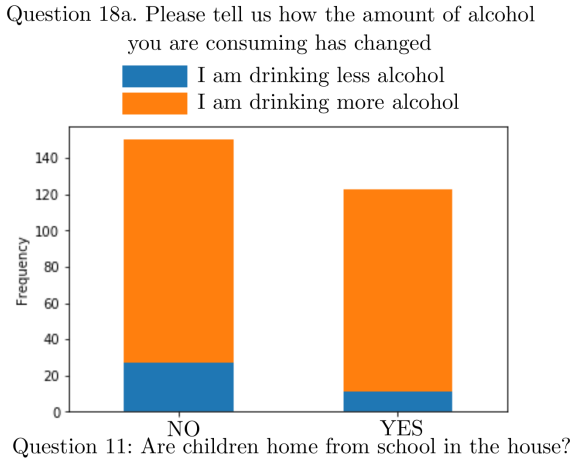 Question 18a. Please tell us how the amount of alcohol
you are consuming has changed
I am drinking less alcohol
I am drinking more alcohol
140
120
100
80
60
40
20
0
Frequency
NO YES
Question 11: Are children home from school in the house?